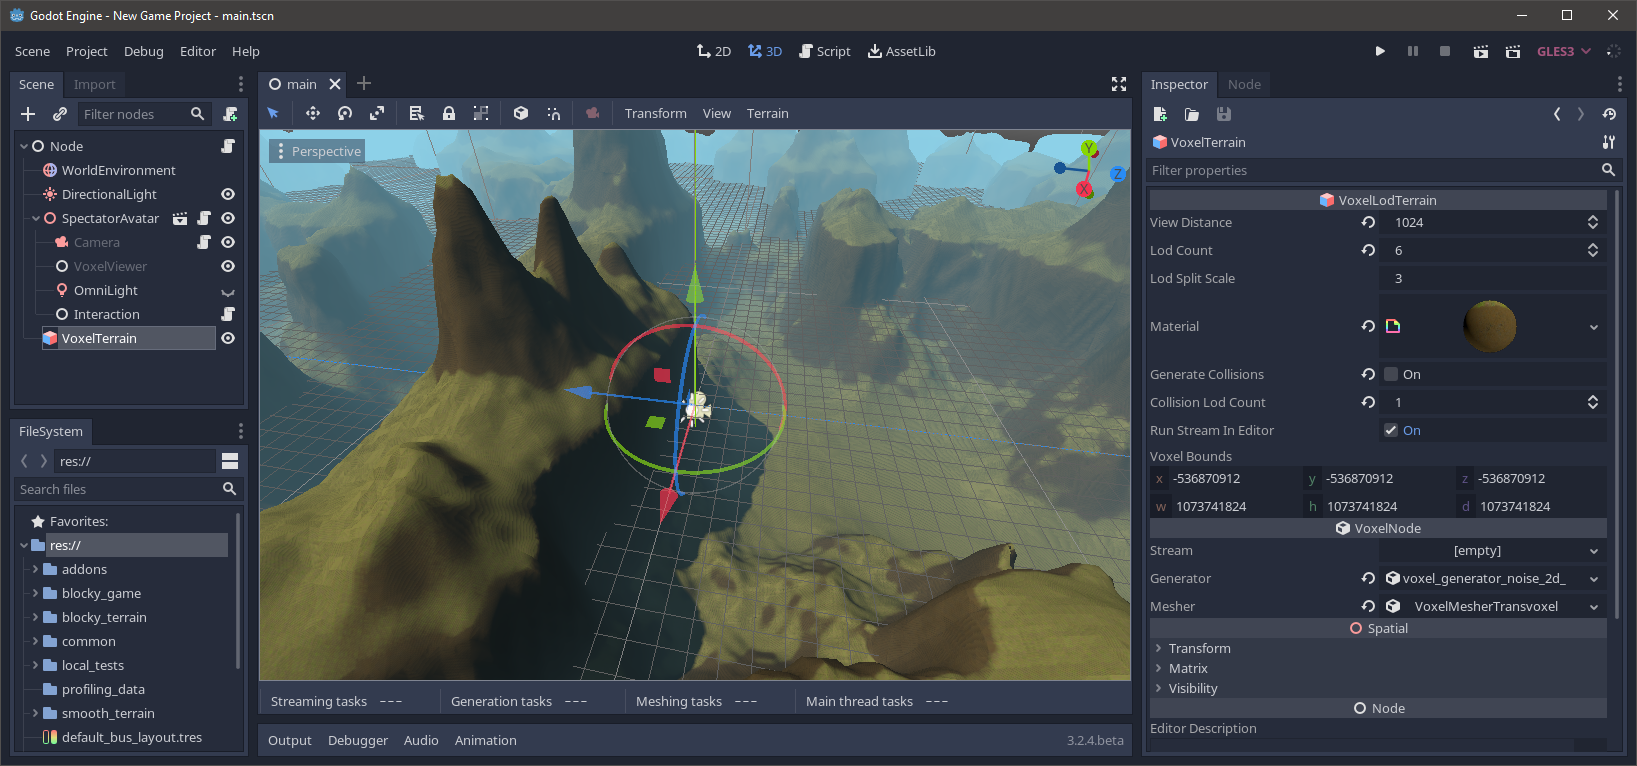 Godot Engine - New Game Project - main.tscn
Scene Project Debug Editor Help
2D 3D Script AssetLib
GLES3
Scene Import
Filter nodes
Node
WorldEnvironment
DirectionalLight
SpectatorAvatar
Camera
VoxelViewer
OmniLight
Interaction
VoxelTerrain
FileSystem
res://
Search files
Favorites:
res://
addons
blocky_game
blocky_terrain
common
local_tests
profiling_data
smooth_terrain
default_bus_layout.tres
main
Transform View Terrain
Perspective
Y
Z
X
Streaming tasks --- Generation tasks --- Meshing tasks --- Main thread tasks ---
Output Debugger Audio Animation 3.2.4.beta
Inspector Node
VoxelTerrain
Filter properties
VoxelLodTerrain
View Distance 1024
Lod Count 6
Lod Split Scale 3
Material
Generate Collisions On
Collision Lod Count 1
Run Stream In Editor On
Voxel Bounds
x -536870912 y -536870912 z -536870912
w 1073741824 h 1073741824 d 1073741824
VoxelNode
Stream [empty]
Generator voxel_generator_noise_2d_
Mesher VoxelMesherTransvoxel
Spatial
Transform
Matrix
Visibility
Node
Editor Description